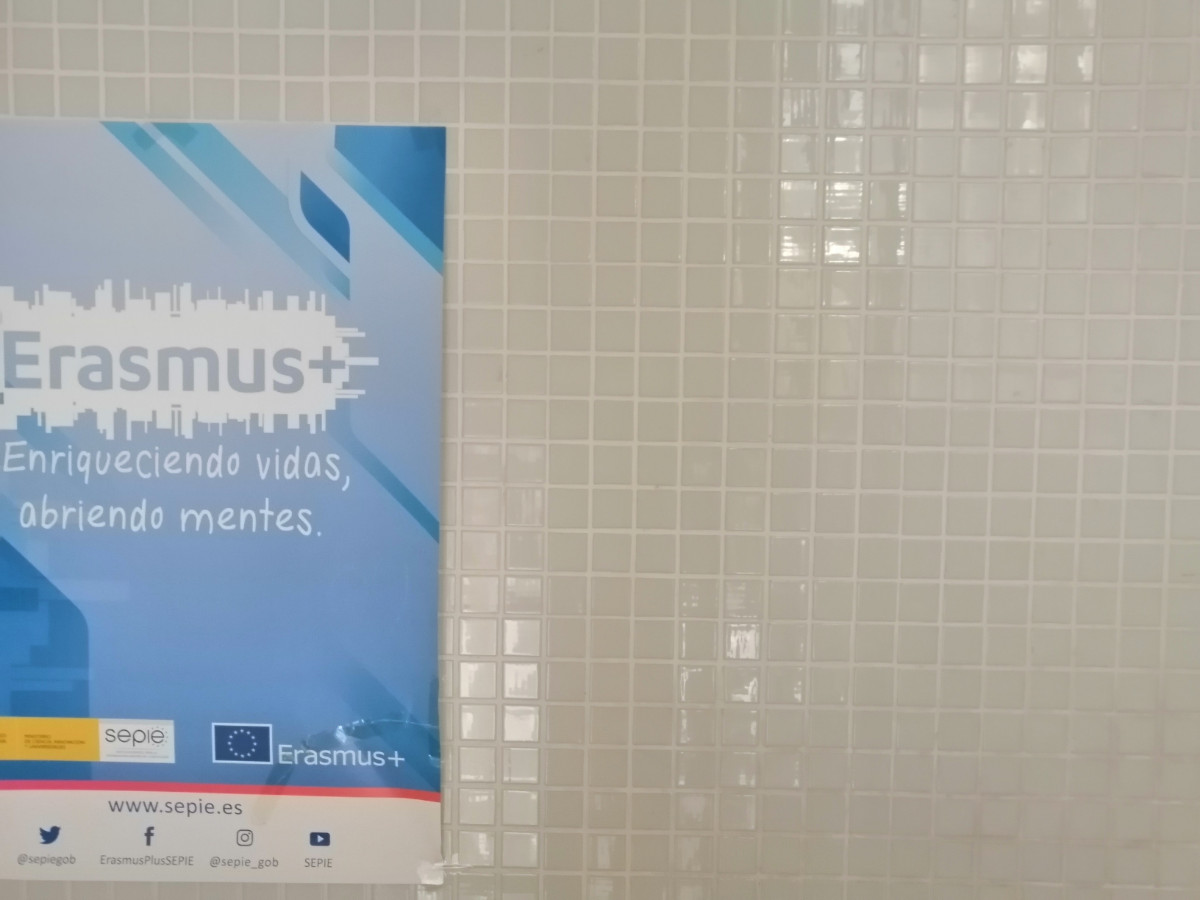 Erasmus+
Enriqueciendo vidas,
abriendo mentes.
sepie
Erasmus+
www.sepie.es
@sepiegob ErasmusPlusSEPIE @sepie_gob SEPIE